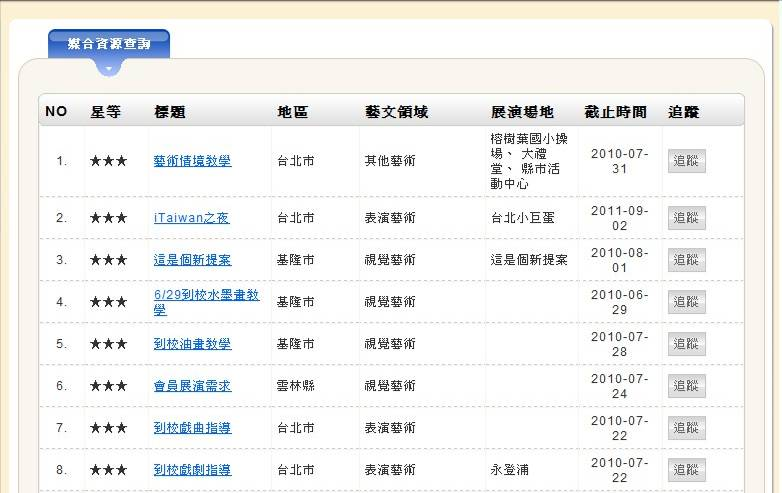 媒合資源查詢
NO 星等 標題 地區 藝文領域 展演場地 截止時間 追蹤
1. ★★★ 藝術情境教學 台北市 其他藝術 榕樹葉國小操場、 大禮堂、 縣市活動中心 2010-07-31 追蹤
2. ★★★ iTaiwan之夜 台北市 表演藝術 台北小巨蛋 2011-09-02 追蹤
3. ★★★ 這是個新提案 基隆市 視覺藝術 這是個新提案 2010-08-01 追蹤
4. ★★★ 6/29到校水墨畫教學 基隆市 視覺藝術 2010-06-29 追蹤
5. ★★★ 到校油畫教學 基隆市 視覺藝術 2010-07-28 追蹤
6. ★★★ 會員展演需求 雲林縣 視覺藝術 2010-07-24 追蹤
7. ★★★ 到校戲曲指導 台北市 表演藝術 2010-07-22 追蹤
8. ★★★ 到校戲劇指導 台北市 表演藝術 永登浦 2010-07-22 追蹤